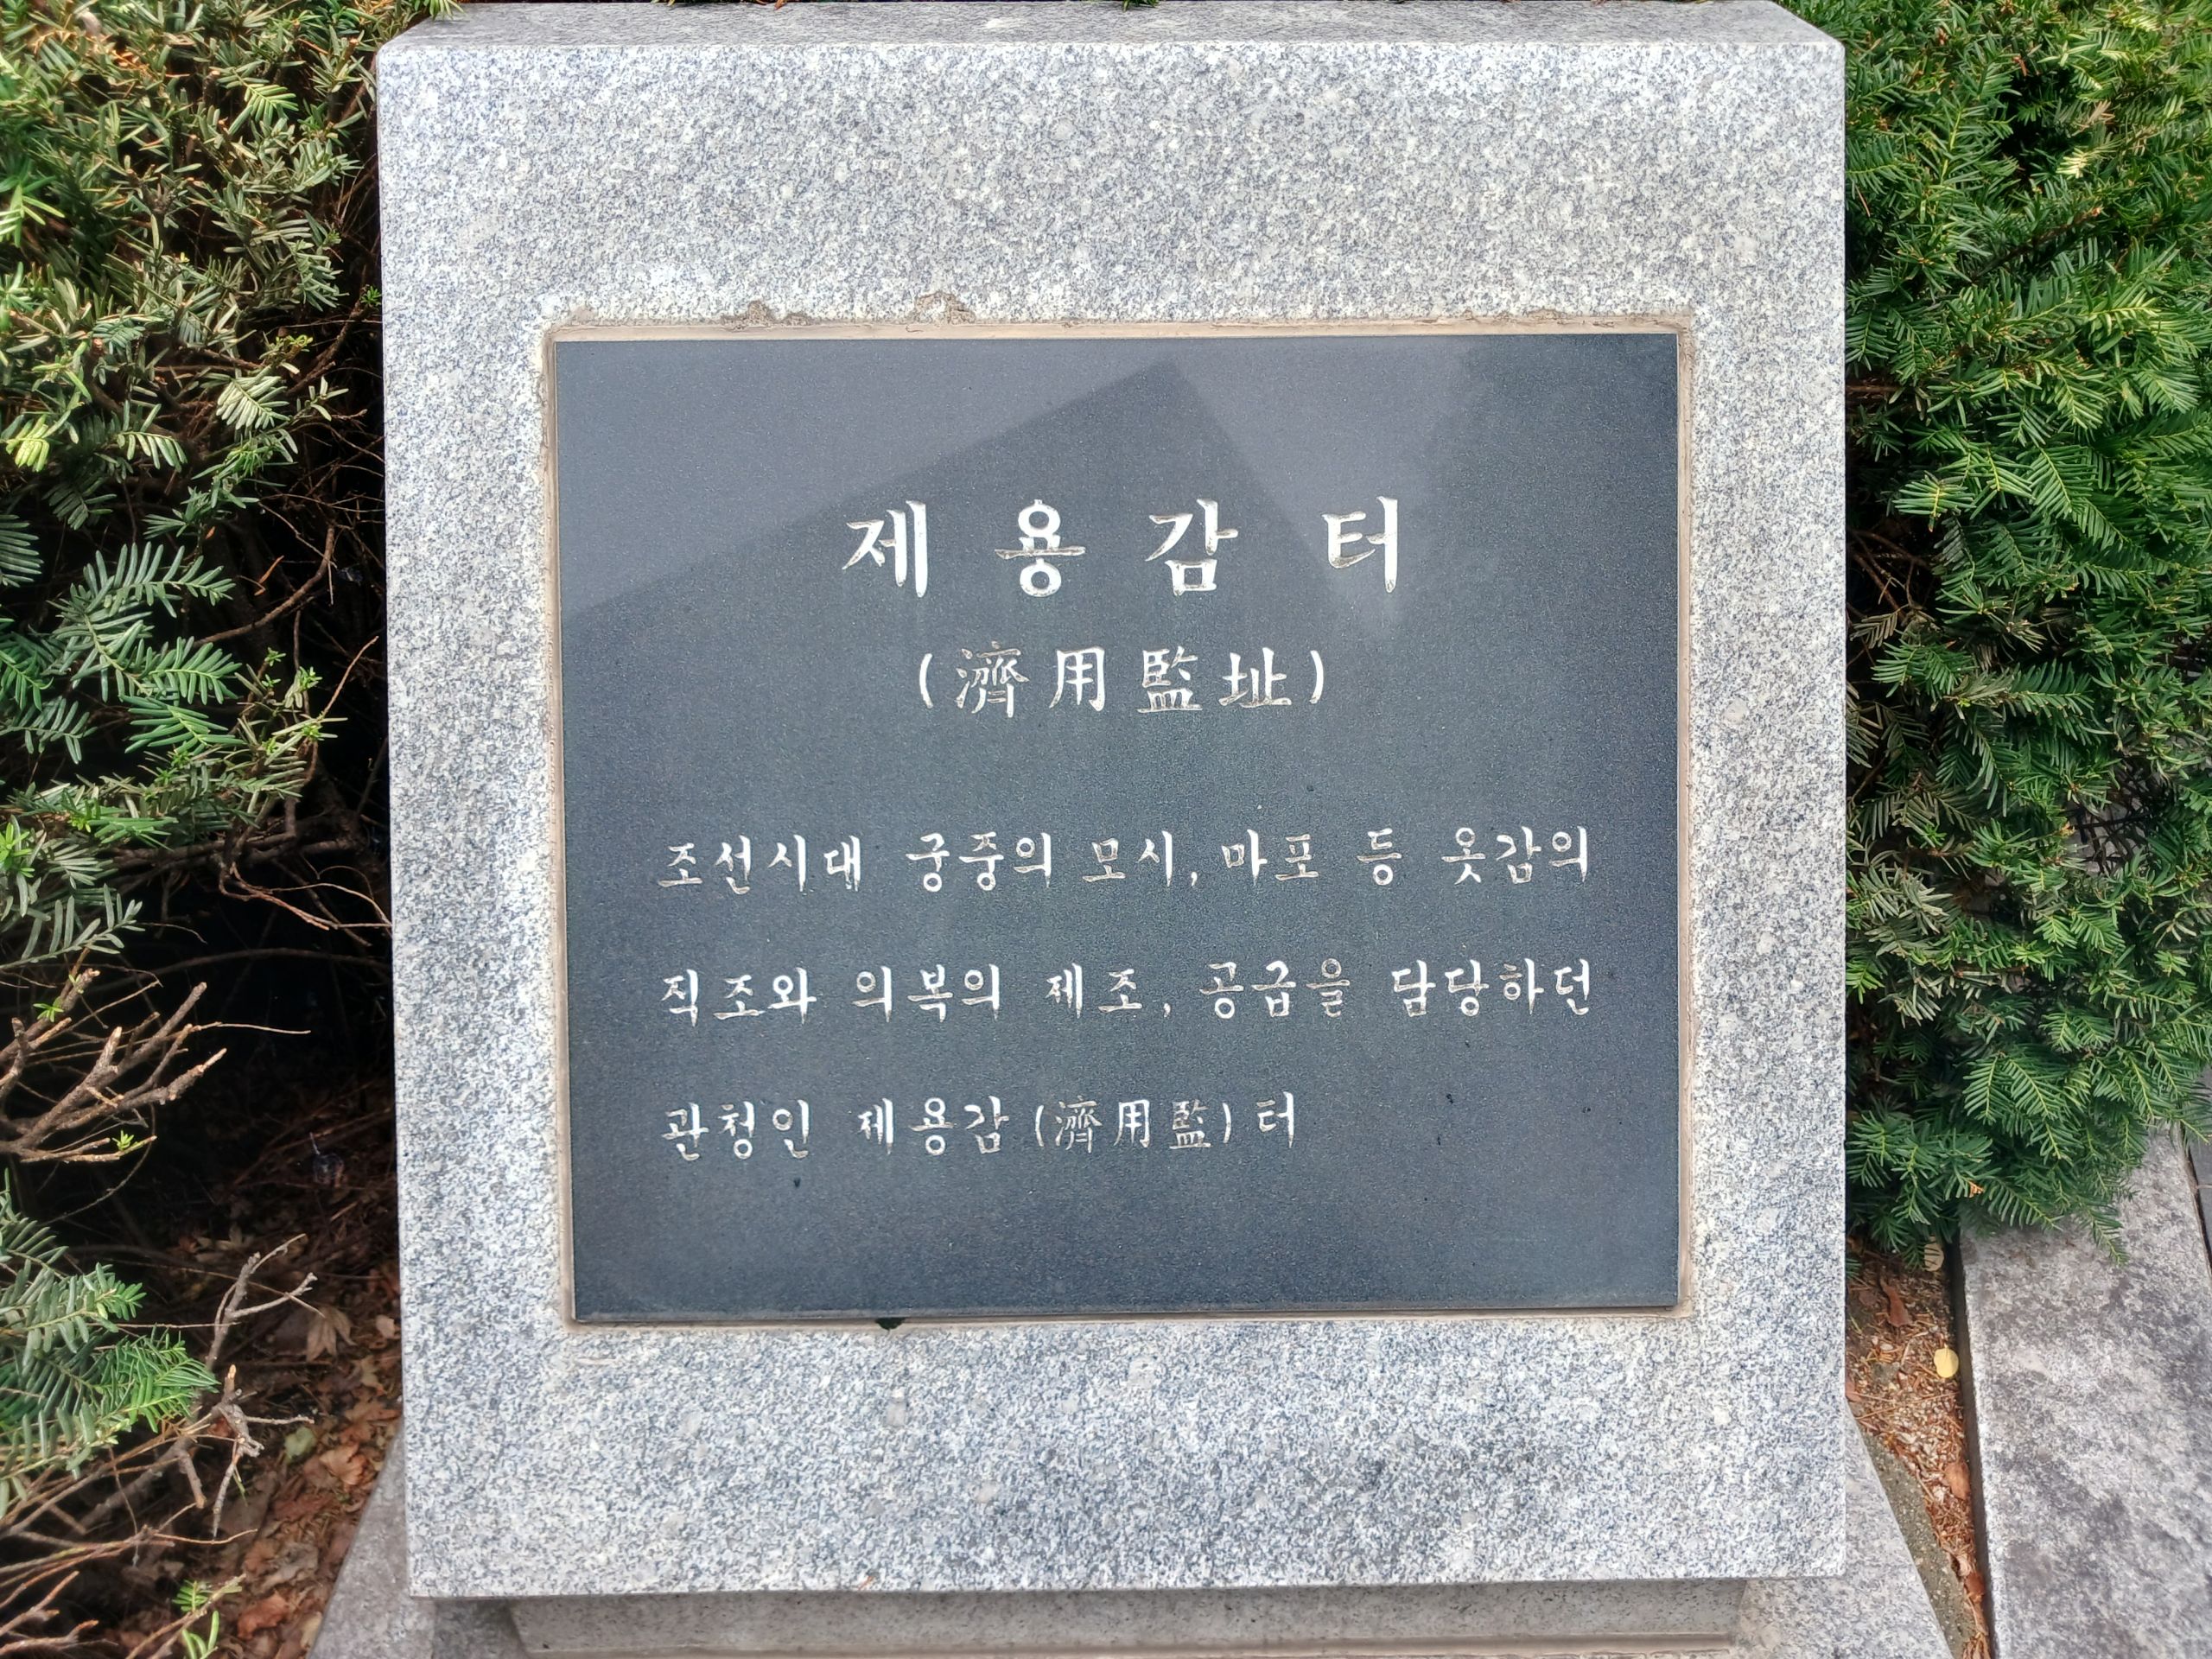 제용감터
(濟用監址)
조선시대 궁중의 모시, 마포 등 옷감의
직조와 의복의 제조, 공급을 담당하던
관청인 제용감(濟用監)터